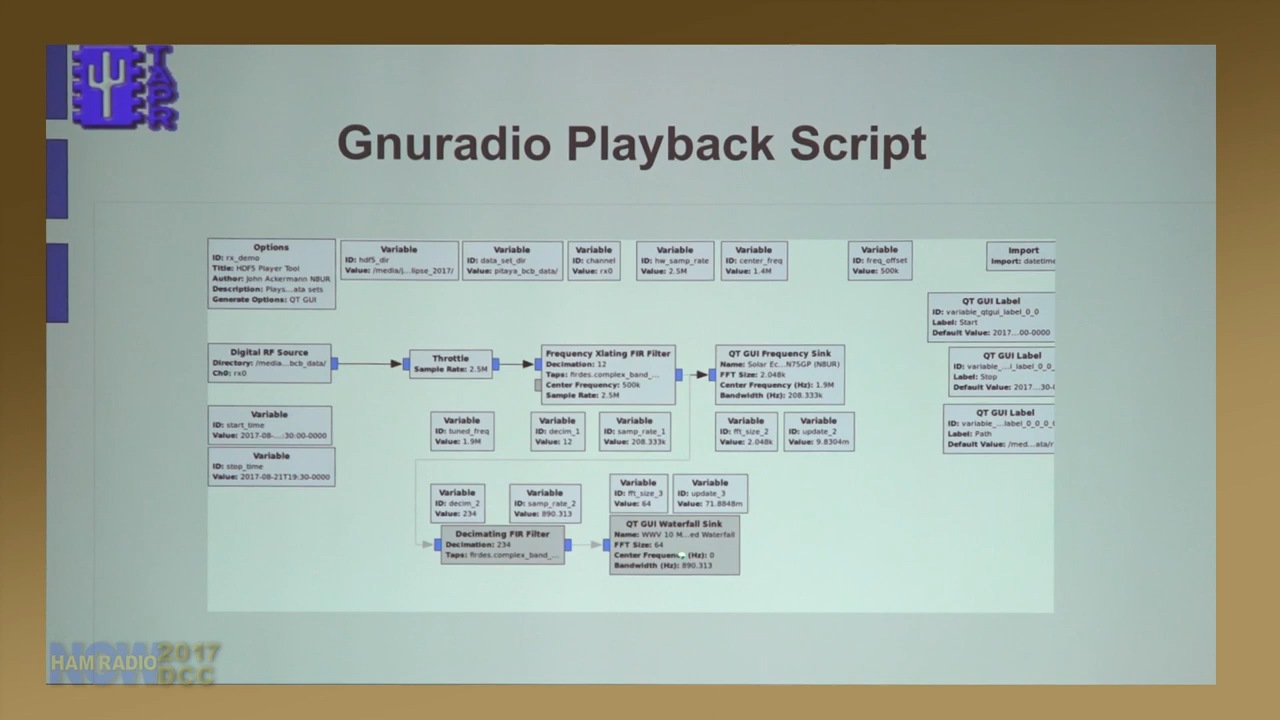 TAPR
Gnuradio Playback Script
Options
ID: rx_demo
Title: HDF5 Player Tool
Author: John Ackermann N8UR
Description: Plays...ata sets
Generate Options: QT GUI
Variable
ID: hdf5_dir
Value: /media/j...lipse_2017/
Variable
ID: data_set_dir
Value: pitaya_bcb_data/
Variable
ID: channel
Value: rx0
Variable
ID: hw_samp_rate
Value: 2.5M
Variable
ID: center_freq
Value: 1.4M
Variable
ID: freq_offset
Value: 500k
Import
Import: datetime
QT GUI Label
ID: variable_qtgui_label_0_0
Label: Start
Default Value: 2017...00-0000
Digital RF Source
Directory: /media...bcb_data/
Ch0: rx0
Throttle
Sample Rate: 2.5M
Frequency Xlating FIR Filter
Decimation: 12
Taps: firdes.complex_band_...
Center Frequency: 500k
Sample Rate: 2.5M
QT GUI Frequency Sink
Name: Solar Ec...N75GP (N8UR)
FFT Size: 2.048k
Center Frequency (Hz): 1.9M
Bandwidth (Hz): 208.333k
QT GUI Label
ID: variable_...l_label_0_0_
Label: Stop
Default Value: 2017...30-
Variable
ID: start_time
Value: 2017-08-...:30:00-0000
Variable
ID: tuned_freq
Value: 1.9M
Variable
ID: decim_1
Value: 12
Variable
ID: samp_rate_1
Value: 208.333k
Variable
ID: fft_size_2
Value: 2.048k
Variable
ID: update_2
Value: 9.8304m
QT GUI Label
ID: variable_...label_0_0_0_
Label: Path
Default Value: /med...ata/r
Variable
ID: stop_time
Value: 2017-08-21T19:30-0000
Variable
ID: decim_2
Value: 234
Variable
ID: samp_rate_2
Value: 890.313
Variable
ID: fft_size_3
Value: 64
Variable
ID: update_3
Value: 71.8848m
Decimating FIR Filter
Decimation: 234
Taps: firdes.complex_band_...
QT GUI Waterfall Sink
Name: WWV 10 M...ed Waterfall
FFT Size: 64
Center Frequency (Hz): 0
Bandwidth (Hz): 890.313
NOW
HAM RADIO
2017
DCC